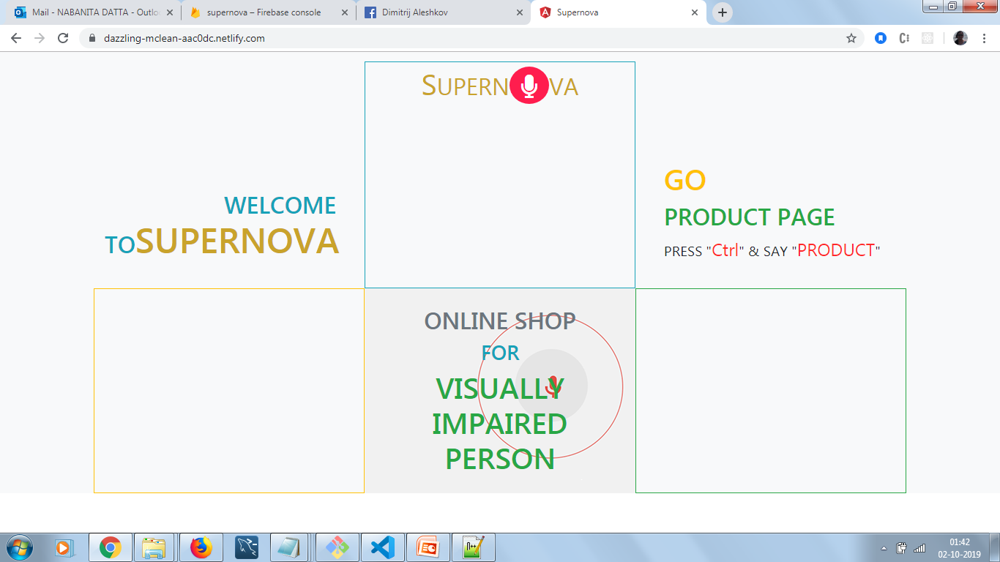 Mail - NABANITA DATTA - Outlo
supernova – Firebase console
Dimitrij Aleshkov
Supernova
dazzling-mclean-aac0dc.netlify.com
SUPERN VA
WELCOME
TOSUPERNOVA
GO
PRODUCT PAGE
PRESS "Ctrl" & SAY "PRODUCT"
ONLINE SHOP
FOR
VISUALLY
IMPAIRED
PERSON
01:42
02-10-2019